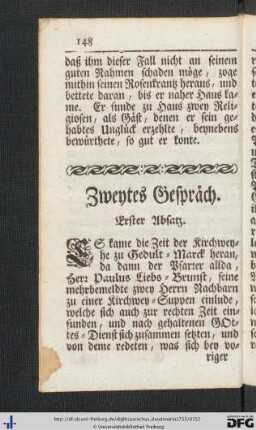 148
daß ihm dieser Fall nicht an seinem
guten Nahmen schaden möge, zoge
mithin seinen Rosenkrantz heraus, und
bettete daran, bis er naher Haus ka-
me. Er funde zu Haus zwey Reli-
giosen, als Gäst, denen er sein ge-
habtes Unglück erzehlte, beynebens
bewürthete, so gut er konte.
Zweytes Gespräch.
Erster Absatz.
ES kame die Zeit der Kirchwey-
he zu Gedult-Marck heran,
da dann der Pfarrer allda,
Herr Paulus Liebs-Brunst, seine
mehrbemeldte zwey Herrn Nachbarn
zu einer Kirchwey-Suppen einlude,
welche sich auch zur rechten Zeit ein-
funden, und nach gehaltenen GOt-
tes-Dienst sich zusammen setzten, und
von deme redeten, was sich bey vo-
riger
http://dl.ub.uni-freiburg.de/diglit/
© Universitätsbibliothek Freiburg
DFG